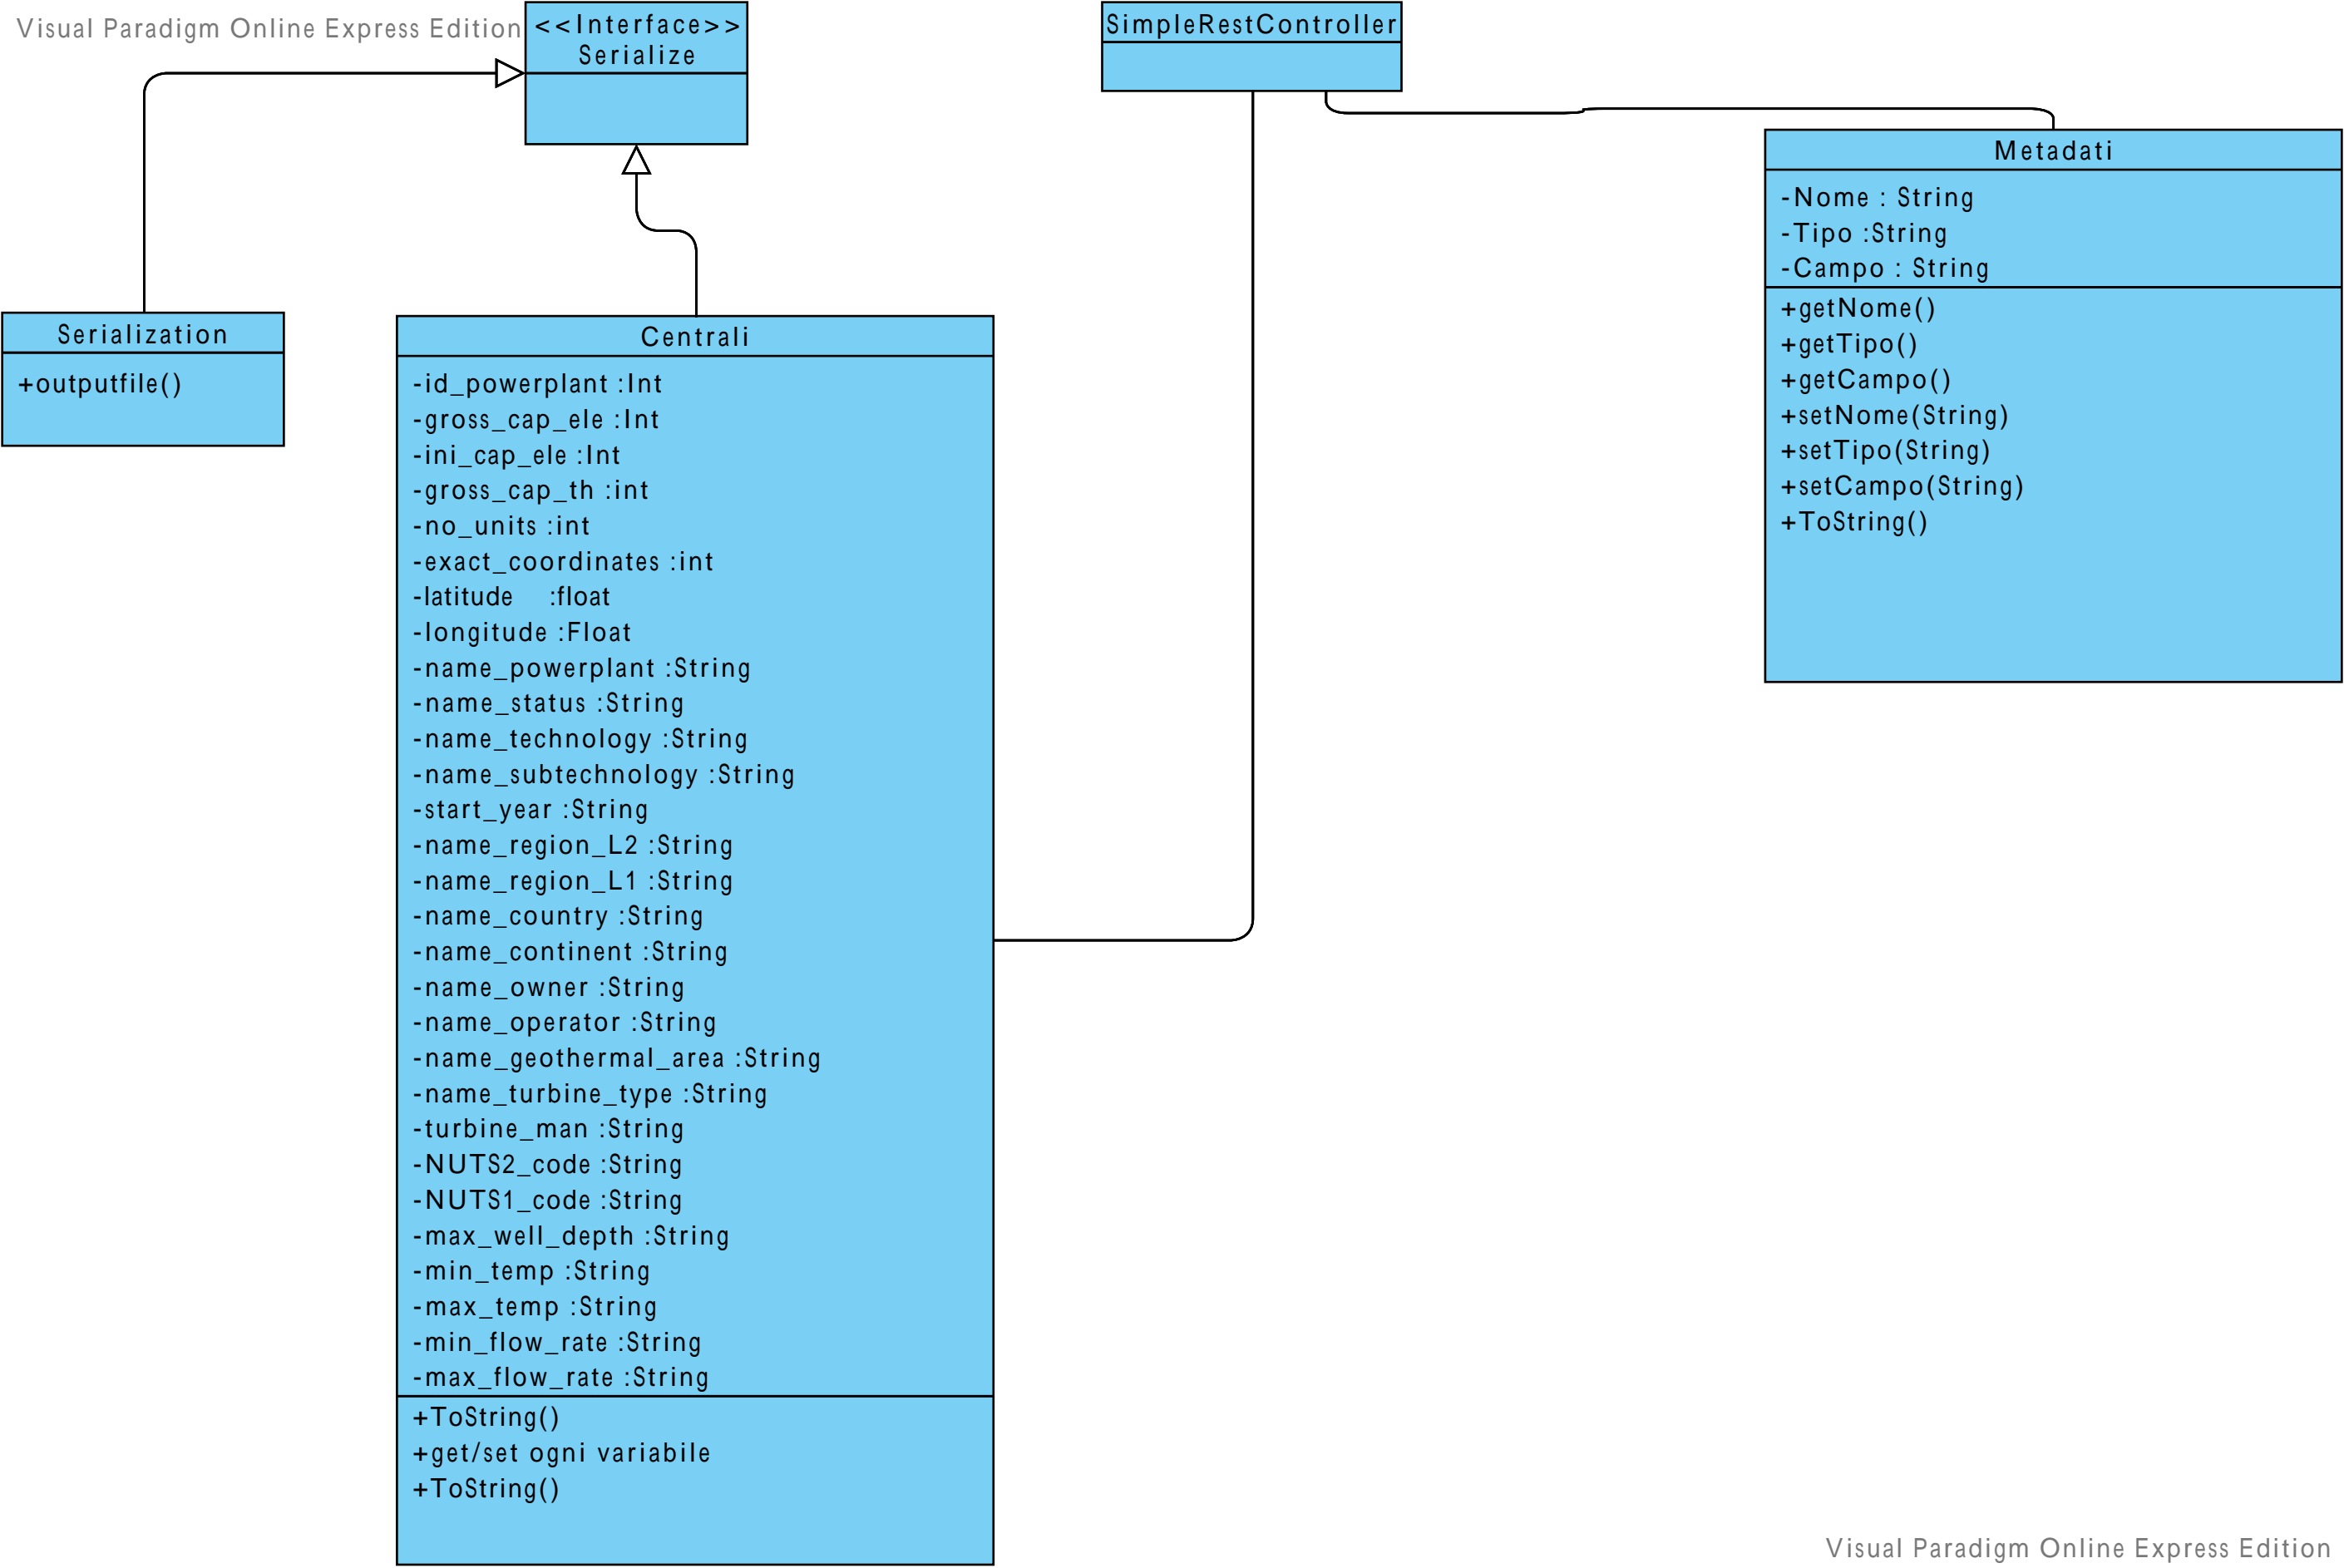 Visual Paradigm Online Express Edition
<<Interface>>
Serialize
SimpleRestController
Metadati
-Nome : String
-Tipo :String
-Campo : String
+getNome()
+getTipo()
+getCampo()
+setNome(String)
+setTipo(String)
+setCampo(String)
+ToString()
Serialization
+outputfile()
Centrali
-id_powerplant :Int
-gross_cap_ele :Int
-ini_cap_ele :Int
-gross_cap_th :int
-no_units :int
-exact_coordinates :int
-latitude :float
-longitude :Float
-name_powerplant :String
-name_status :String
-name_technology :String
-name_subtechnology :String
-start_year :String
-name_region_L2 :String
-name_region_L1 :String
-name_country :String
-name_continent :String
-name_owner :String
-name_operator :String
-name_geothermal_area :String
-name_turbine_type :String
-turbine_man :String
-NUTS2_code :String
-NUTS1_code :String
-max_well_depth :String
-min_temp :String
-max_temp :String
-min_flow_rate :String
-max_flow_rate :String
+ToString()
+get/set ogni variabile
+ToString()
Visual Paradigm Online Express Edition